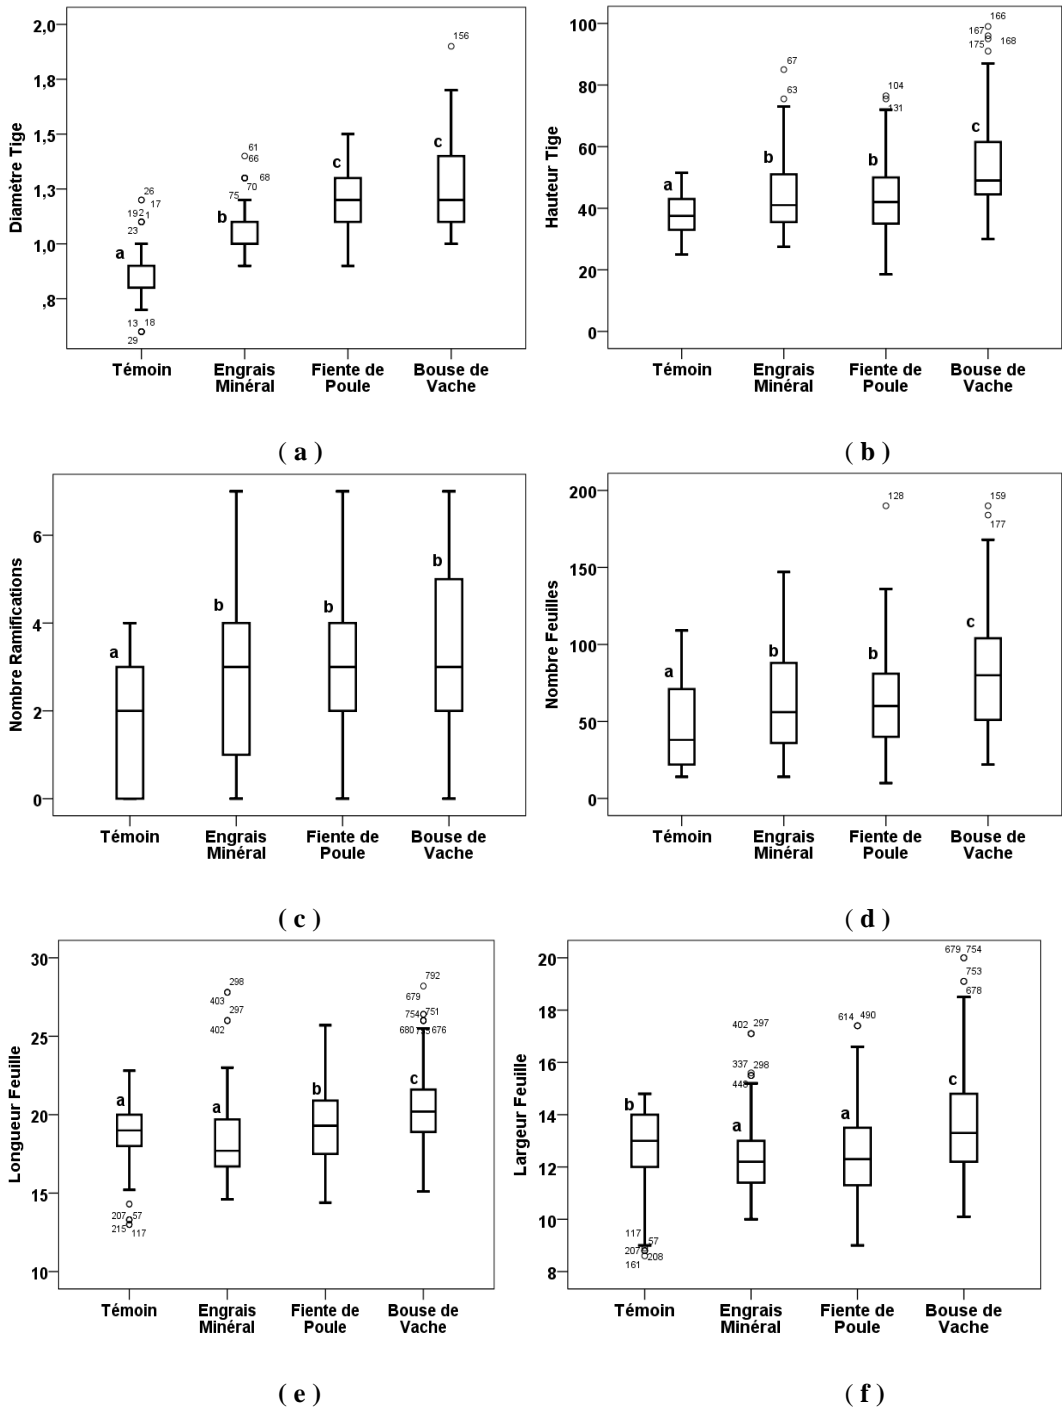 Diamètre Tige
2,0
1,8
1,5
1,3
1,0
,8
26
17
19 2 1
23
a
13 18
29
61
66
68
70
75
b
c
156
c
Témoin
Engrais Minéral
Fiente de Poule
Bouse de Vache
( a )
Hauteur Tige
100
80
60
40
20
0
a
67
63
b
104
131
b
166
167
168
175
c
Témoin
Engrais Minéral
Fiente de Poule
Bouse de Vache
( b )
Nombre Ramifications
6
4
2
0
a
b
b
b
Témoin
Engrais Minéral
Fiente de Poule
Bouse de Vache
( c )
Nombre Feuilles
200
150
100
50
0
a
b
128
b
159
177
c
Témoin
Engrais Minéral
Fiente de Poule
Bouse de Vache
( d )
Longueur Feuille
30
25
20
15
10
a
207 57
215 117
298
403
297
402
a
b
792
679
754 751
680 676
c
Témoin
Engrais Minéral
Fiente de Poule
Bouse de Vache
( e )
Largeur Feuille
20
18
16
14
12
10
8
b
117
57
207 208
161
402 297
337 298
448
a
614 490
a
679 754
753
678
c
Témoin
Engrais Minéral
Fiente de Poule
Bouse de Vache
( f )